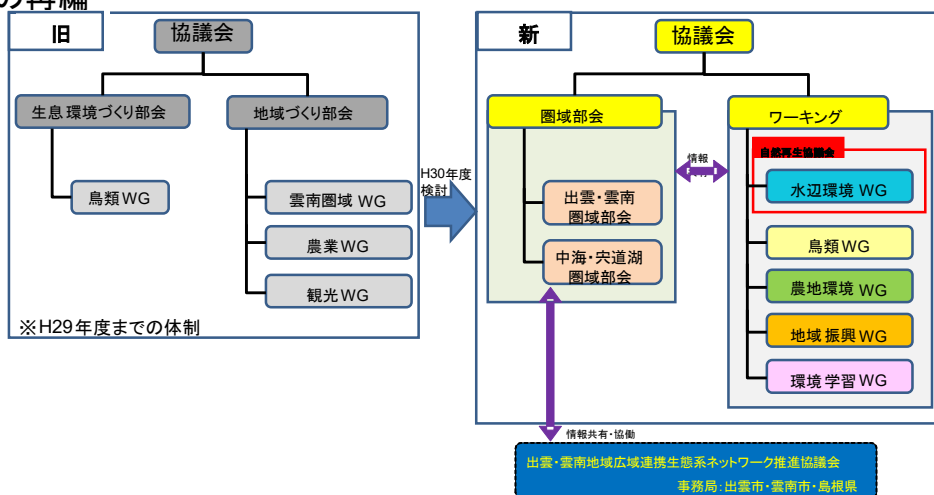 の再編
旧
協議会
生息環境づくり部会
地域づくり部会
鳥類WG
雲南圏域 WG
農業WG
観光WG
※H29年度までの体制
H30年度
検討
新
協議会
圏域部会
ワーキング
出雲・雲南
圏域部会
中海・宍道湖
圏域部会
情報
自然再生協議会
水辺環境 WG
鳥類WG
農地環境 WG
地域振興 WG
環境学習 WG
情報共有・協働
出雲・雲南地域広域連携生態系ネットワーク推進協議会
事務局:出雲市・雲南市・島根県